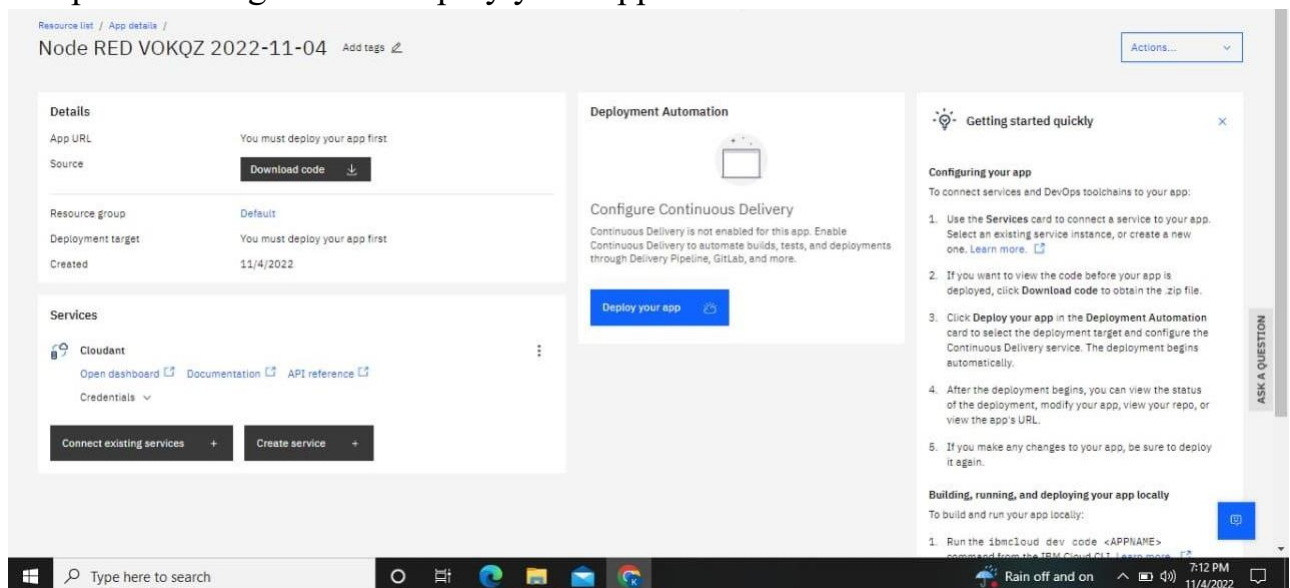 Resource list / App details /
Node RED VOKQZ 2022-11-04 Add tags
Actions...
Details
App URL You must deploy your app first
Source Download code
Resource group Default
Deployment target You must deploy your app first
Created 11/4/2022
Services
Cloudant
Open dashboard Documentation API reference
Credentials
Connect existing services + Create service +
Deployment Automation
Configure Continuous Delivery
Continuous Delivery is not enabled for this app. Enable
Continuous Delivery to automate builds, tests, and deployments
through Delivery Pipeline, GitLab, and more.
Deploy your app
Getting started quickly
Configuring your app
To connect services and DevOps toolchains to your app:
1. Use the Services card to connect a service to your app.
Select an existing service instance, or create a new
one. Learn more.
2. If you want to view the code before your app is
deployed, click Download code to obtain the .zip file.
3. Click Deploy your app in the Deployment Automation
card to select the deployment target and configure the
Continuous Delivery service. The deployment begins
automatically.
4. After the deployment begins, you can view the status
of the deployment, modify your app, view your repo, or
view the app's URL.
5. If you make any changes to your app, be sure to deploy
it again.
Building, running, and deploying your app locally
To build and run your app locally:
1. Run the ibmcloud dev code <APPNAME>
command from the IBM Cloud CLI. Learn more.
ASK A QUESTION
Type here to search
Rain off and on
7:12 PM
11/4/2022